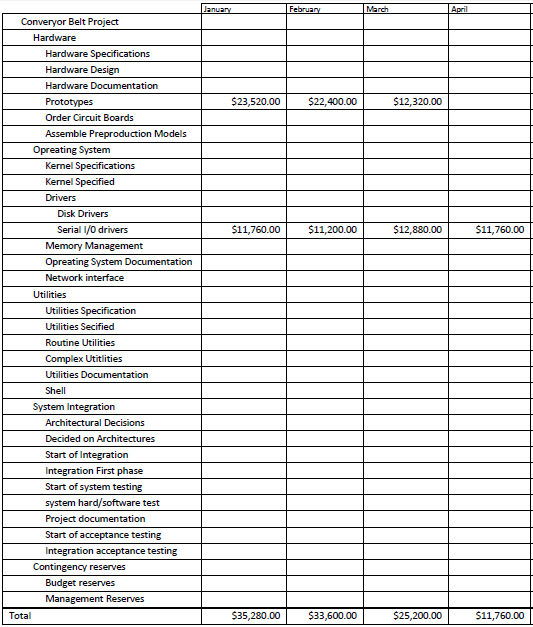 January February March April
Converyor Belt Project
Hardware
Hardware Specifications
Hardware Design
Hardware Documentation
Prototypes $23,520.00 $22,400.00 $12,320.00
Order Circuit Boards
Assemble Preproduction Models
Opreating System
Kernel Specifications
Kernel Specified
Drivers
Disk Drivers
Serial I/0 drivers $11,760.00 $11,200.00 $12,880.00 $11,760.00
Memory Management
Opreating System Documentation
Network interface
Utilities
Utilities Specification
Utilities Secified
Routine Utilities
Complex Utitlities
Utilities Documentation
Shell
System Integration
Architectural Decisions
Decided on Architectures
Start of Integration
Integration First phase
Start of system testing
system hard/software test
Project documentation
Start of acceptance testing
Integration acceptance testing
Contingency reserves
Budget reserves
Management Reserves
Total $35,280.00 $33,600.00 $25,200.00 $11,760.00